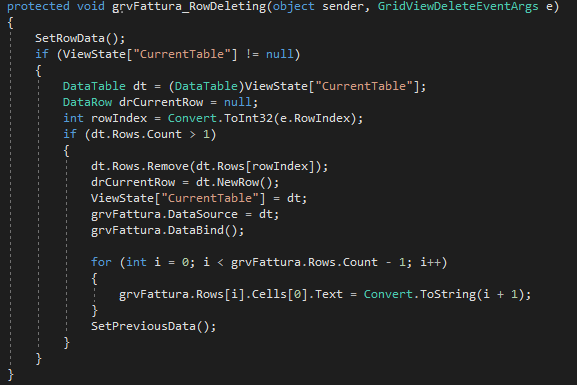 protected void grvFattura_RowDeleting(object sender, GridViewDeleteEventArgs e)
{
    SetRowData();
    if (ViewState["CurrentTable"] != null)
    {
        DataTable dt = (DataTable)ViewState["CurrentTable"];
        DataRow drCurrentRow = null;
        int rowIndex = Convert.ToInt32(e.RowIndex);
        if (dt.Rows.Count > 1)
        {
            dt.Rows.Remove(dt.Rows[rowIndex]);
            drCurrentRow = dt.NewRow();
            ViewState["CurrentTable"] = dt;
            grvFattura.DataSource = dt;
            grvFattura.DataBind();

            for (int i = 0; i < grvFattura.Rows.Count - 1; i++)
            {
                grvFattura.Rows[i].Cells[0].Text = Convert.ToString(i + 1);
            }
            SetPreviousData();
        }
    }
}